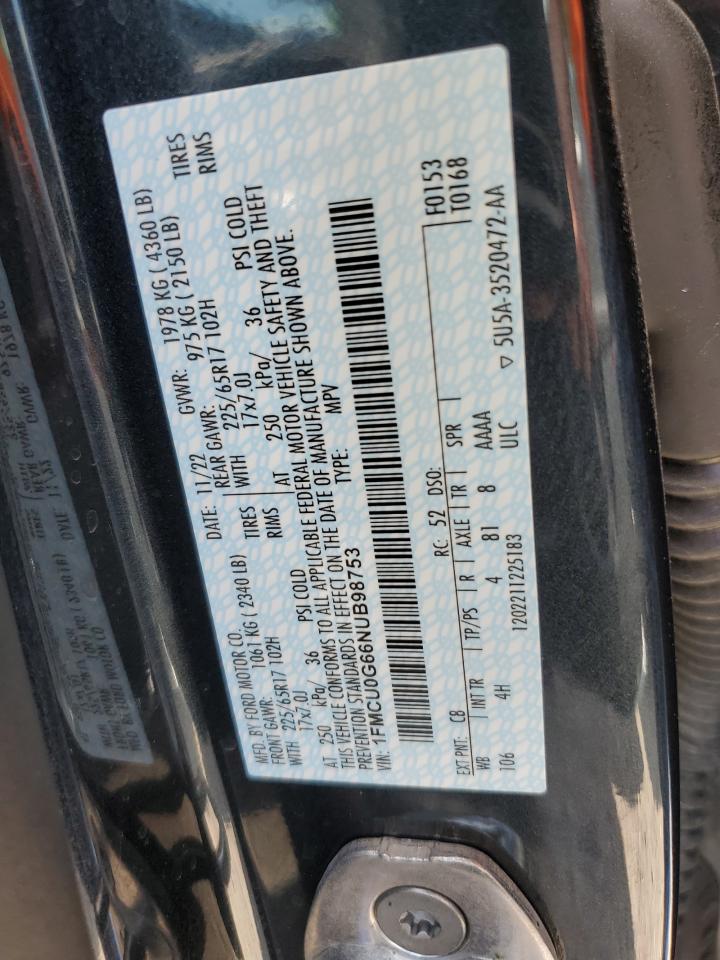 MFD. BY FORD MOTOR CO.
DATE: 11/22 GVWR: 1978 KG ( 4360 LB)
FRONT GAWR: 1061 KG ( 2340 LB) REAR GAWR: 975 KG ( 2150 LB)
WITH 225/65R17 102H TIRES WITH 225/65R17 102H TIRES
17x7.0J RIMS 17x7.0J RIMS
AT 250 kPa/ 36 PSI COLD AT 250 kPa/ 36 PSI COLD
THIS VEHICLE CONFORMS TO ALL APPLICABLE FEDERAL MOTOR VEHICLE SAFETY AND THEFT
PREVENTION STANDARDS IN EFFECT ON THE DATE OF MANUFACTURE SHOWN ABOVE.
VIN: 1FMCU0G66NUB98753 TYPE: MPV
F0153
T0168
EXT PNT: C8 RC: 52 DSO:
WB INT TR TP/PS R AXLE TR SPR
106 4H 4 81 8 AAAA
ULC
1202211225183 ▽ 5U5A-3520472-AA